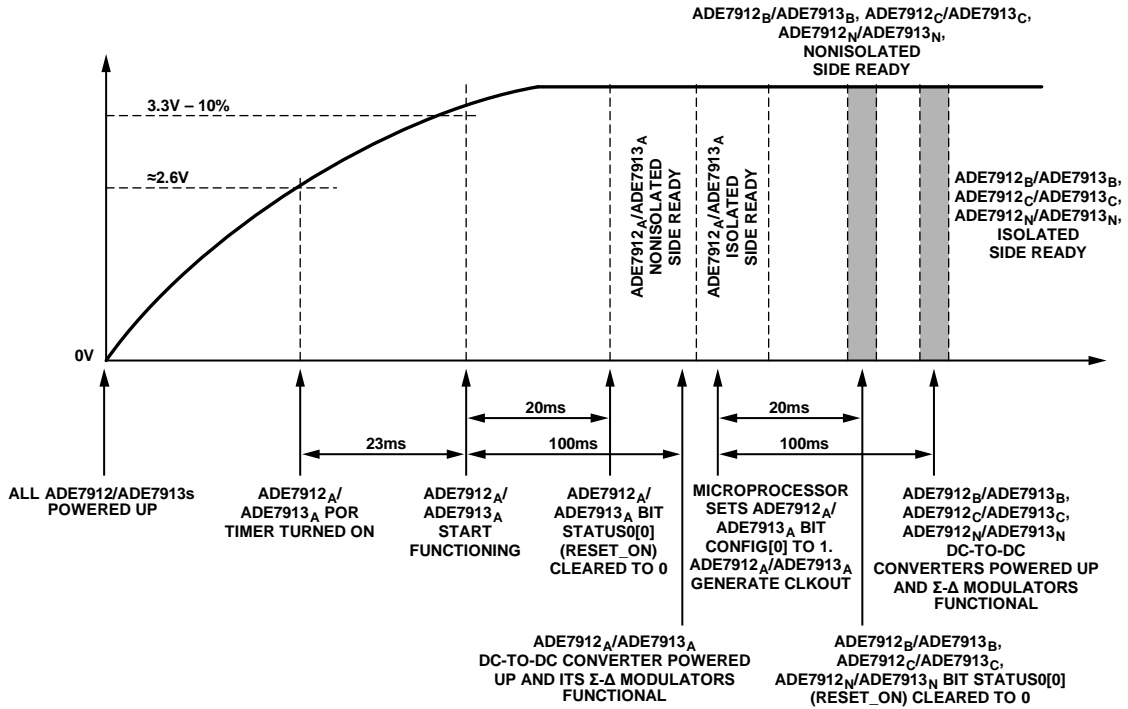 ADE7912B/ADE7913B, ADE7912C/ADE7913C,
ADE7912N/ADE7913N,
NONISOLATED
SIDE READY
3.3V – 10%
≈2.6V
0V
ADE7912A/ADE7913A
NONISOLATED
SIDE READY
ADE7912A/ADE7913A
ISOLATED
SIDE READY
ADE7912B/ADE7913B,
ADE7912C/ADE7913C,
ADE7912N/ADE7913N,
ISOLATED
SIDE READY
20ms
20ms
23ms
100ms
100ms
ALL ADE7912/ADE7913s
POWERED UP
ADE7912A/
ADE7913A POR
TIMER TURNED ON
ADE7912A/
ADE7913A
START
FUNCTIONING
ADE7912A/
ADE7913A BIT
STATUS0[0]
(RESET_ON)
CLEARED TO 0
MICROPROCESSOR
SETS ADE7912A/
ADE7913A BIT
CONFIG[0] TO 1.
ADE7912A/ADE7913A
GENERATE CLKOUT
ADE7912B/ADE7913B,
ADE7912C/ADE7913C,
ADE7912N/ADE7913N
DC-TO-DC
CONVERTERS POWERED UP
AND Σ-Δ MODULATORS
FUNCTIONAL
ADE7912A/ADE7913A
DC-TO-DC CONVERTER POWERED
UP AND ITS Σ-Δ MODULATORS
FUNCTIONAL
ADE7912B/ADE7913B,
ADE7912C/ADE7913C,
ADE7912N/ADE7913N BIT STATUS0[0]
(RESET_ON) CLEARED TO 0